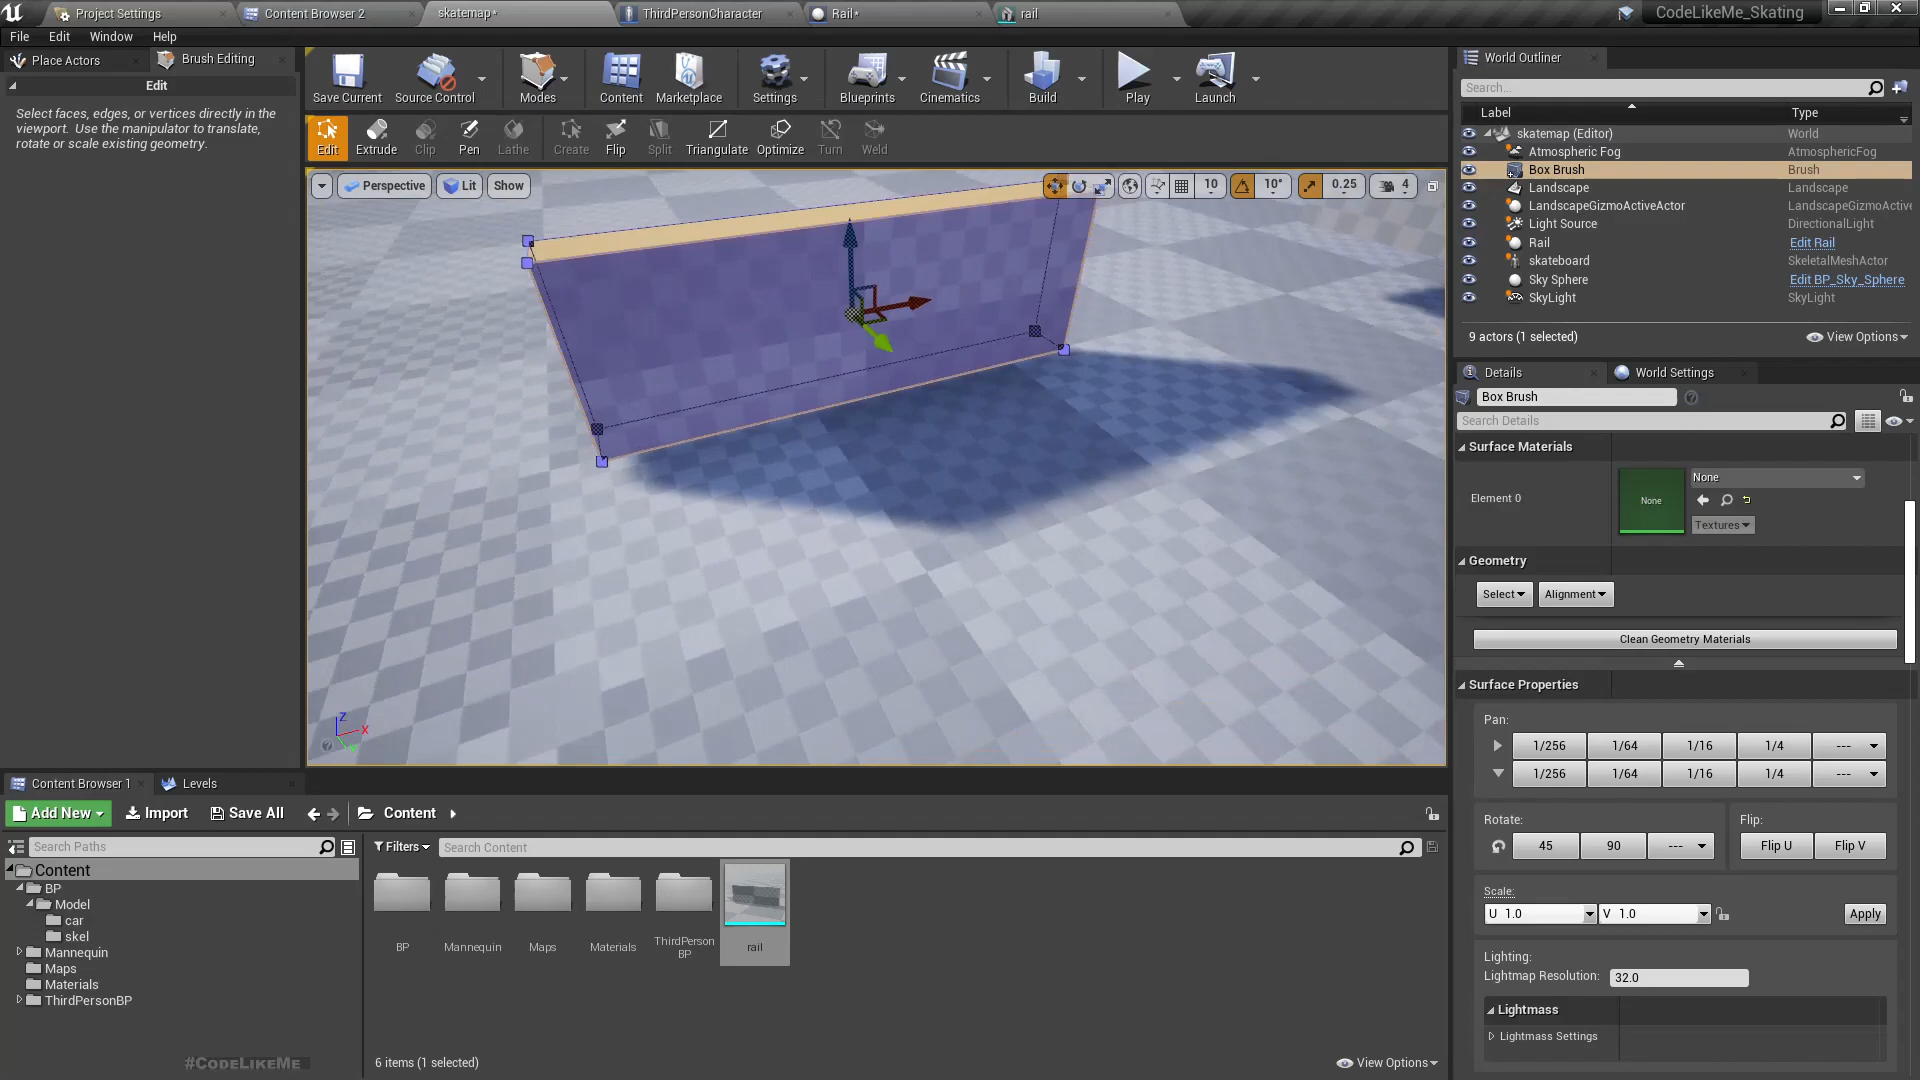 Project Settings
Content Browser 2
skatemap*
ThirdPersonCharacter
Rail*
rail
CodeLikeMe_Skating
File
Edit
Window
Help
Place Actors
Brush Editing
Edit
Select faces, edges, or vertices directly in the
viewport. Use the manipulator to translate,
rotate or scale existing geometry.
Save Current
Source Control
Modes
Content
Marketplace
Settings
Blueprints
Cinematics
Build
Play
Launch
Edit
Extrude
Clip
Pen
Lathe
Create
Flip
Split
Triangulate
Optimize
Turn
Weld
Perspective
Lit
Show
10
10°
0.25
4
Z
X
World Outliner
Search...
Label
Type
skatemap (Editor)
World
Atmospheric Fog
AtmosphericFog
Box Brush
Brush
Landscape
Landscape
LandscapeGizmoActiveActor
LandscapeGizmoActive
Light Source
DirectionalLight
Rail
Edit Rail
skateboard
SkeletalMeshActor
Sky Sphere
Edit BP_Sky_Sphere
SkyLight
SkyLight
9 actors (1 selected)
View Options
Details
World Settings
Box Brush
Search Details
Surface Materials
Element 0
None
None
Textures
Geometry
Select
Alignment
Clean Geometry Materials
Surface Properties
Pan:
1/256
1/64
1/16
1/4
---
1/256
1/64
1/16
1/4
---
Rotate:
45
90
---
Flip:
Flip U
Flip V
Scale:
U 1.0
V 1.0
Apply
Lighting:
Lightmap Resolution:
32.0
Lightmass
Lightmass Settings
Content Browser 1
Levels
Add New
Import
Save All
Content
Search Paths
Filters
Search Content
Content
BP
Model
car
skel
Mannequin
Maps
Materials
ThirdPersonBP
BP
Mannequin
Maps
Materials
ThirdPerson
BP
rail
#CodeLikeMe
6 items (1 selected)
View Options